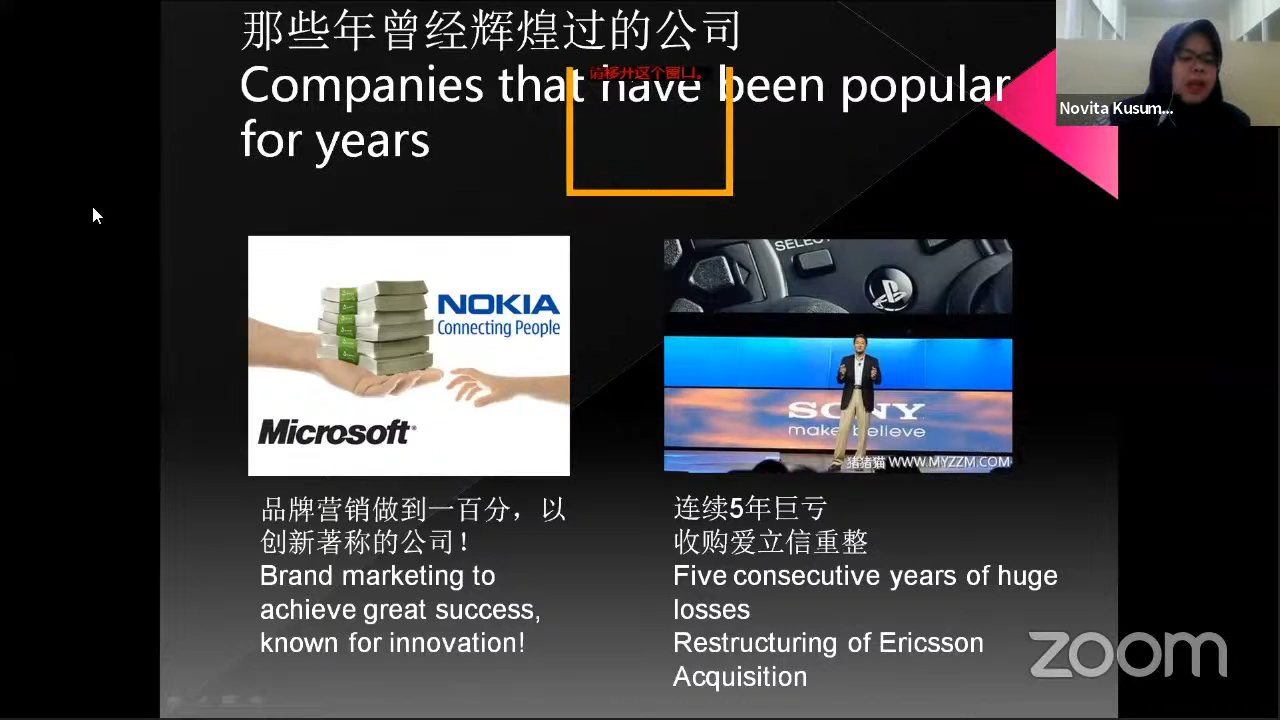 那些年曾经辉煌过的公司
Companies that have been popular
for years
请移开这个窗口。
Novita Kusum...
NOKIA
Connecting People
Microsoft
SELECT
SONY
make.believe
猪猪猫 WWW.MYZZM.COM
品牌营销做到一百分，以
创新著称的公司！
Brand marketing to
achieve great success,
known for innovation!
连续5年巨亏
收购爱立信重整
Five consecutive years of huge
losses
Restructuring of Ericsson
Acquisition
zoom